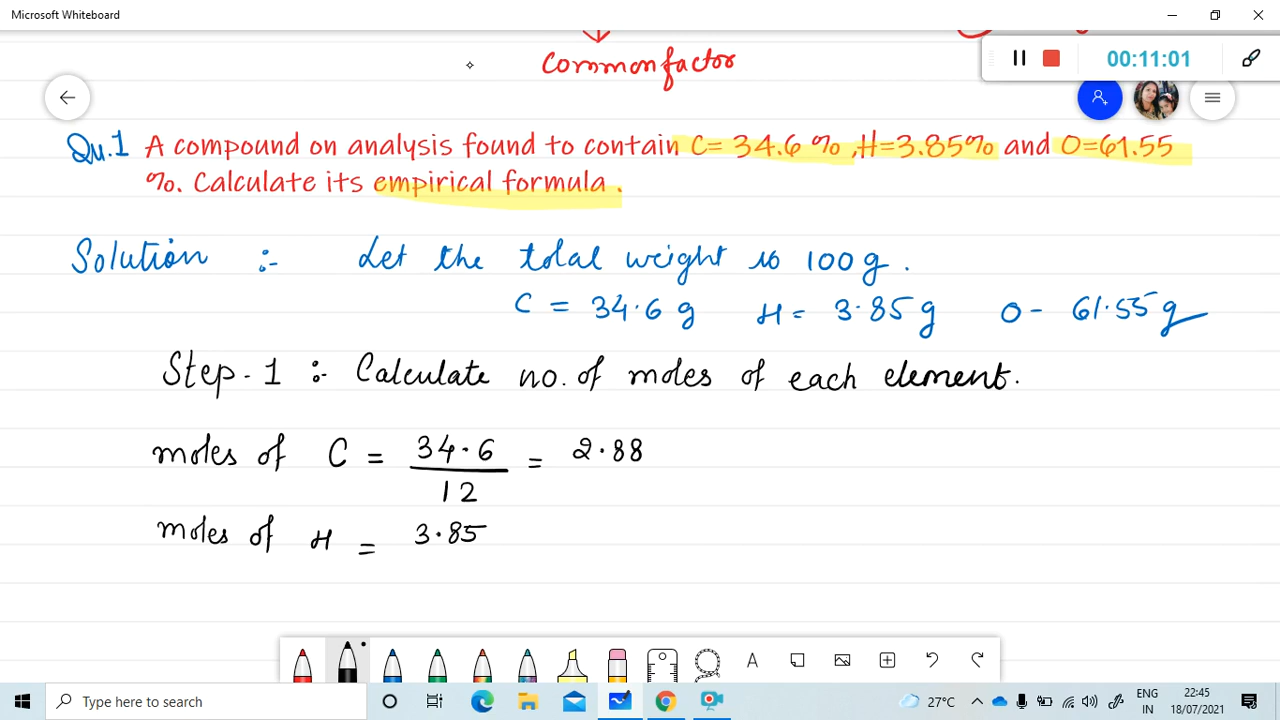 Microsoft Whiteboard
Common factor
00:11:01
Qu.1 A compound on analysis found to contain C= 34.6 % ,H=3.85% and O=61.55
%. Calculate its empirical formula .
Solution :- Let the total weight is 100 g .
C = 34.6 g H = 3.85 g O - 61.55 g
Step-1 :- Calculate no. of moles of each element.
moles of C = 34.6 = 2.88
12
moles of H = 3.85
A
Type here to search
27°C
ENG
IN
22:45
18/07/2021